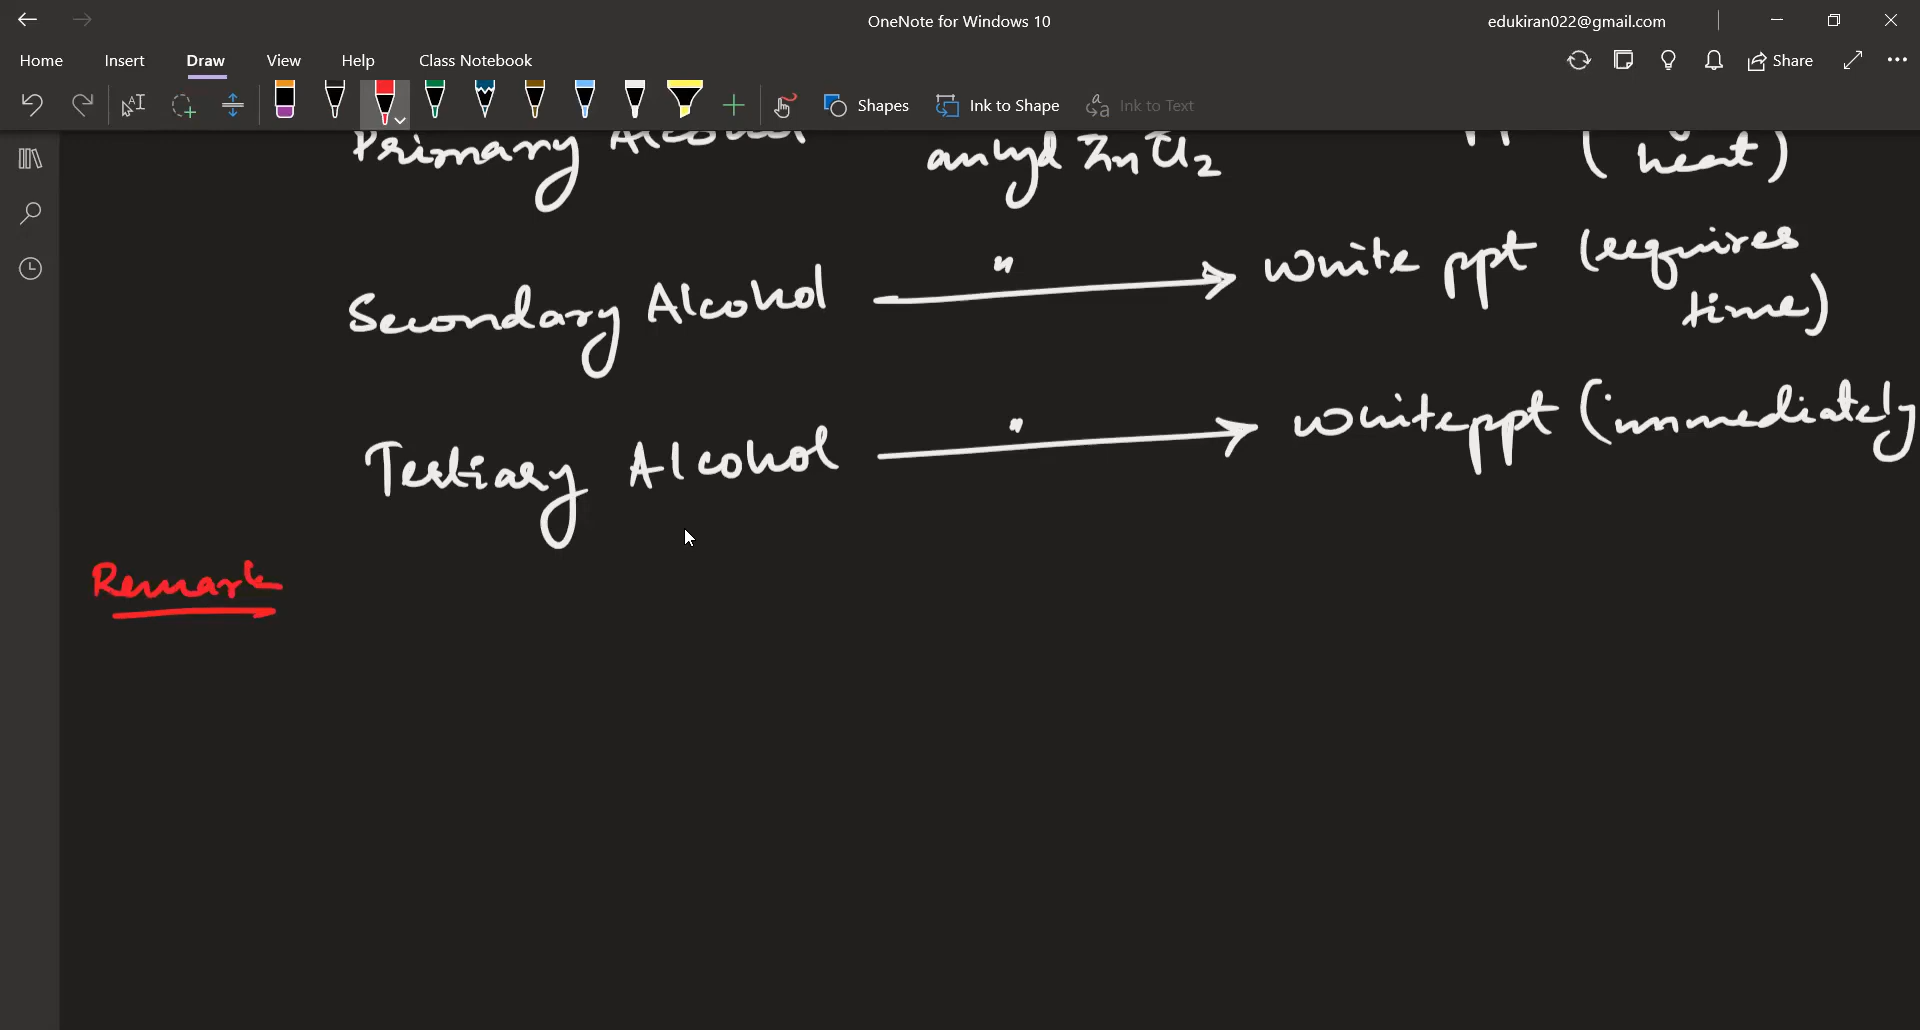 OneNote for Windows 10
edukiran022@gmail.com
Home Insert Draw View Help Class Notebook
Share
Shapes Ink to Shape Ink to Text
Primary Alcohol anhyd ZnCl2 (heat)
Secondary Alcohol " → White ppt (requires
time)
Tertiary Alcohol " → White ppt (immediately
Remark